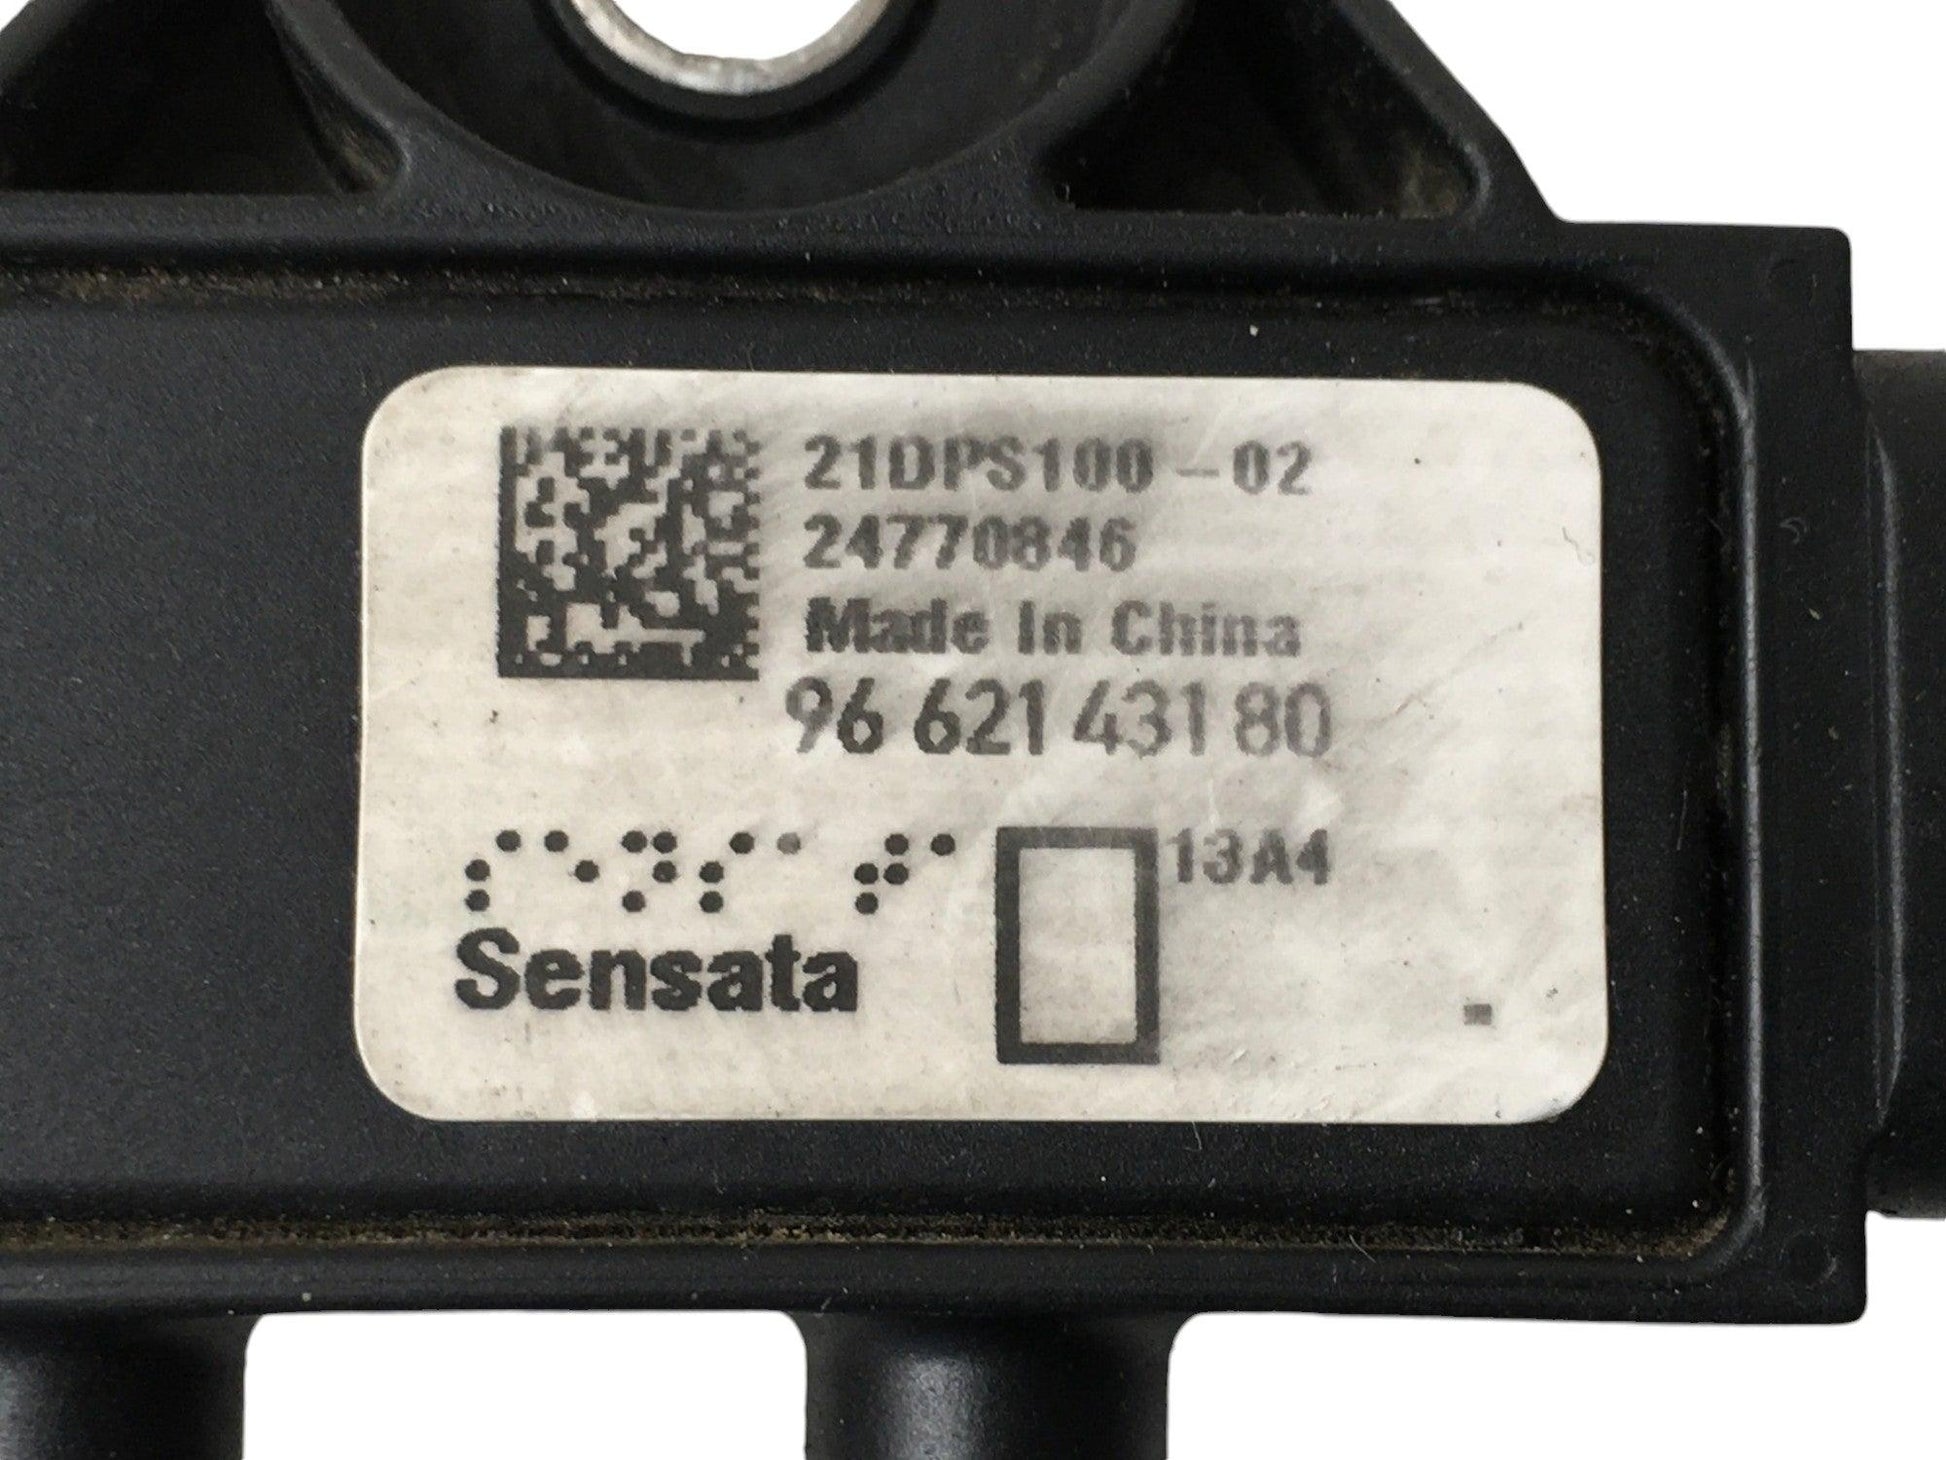 21DPS100-02
24770846
Made In China
96 621 431 80
13A4
Sensata